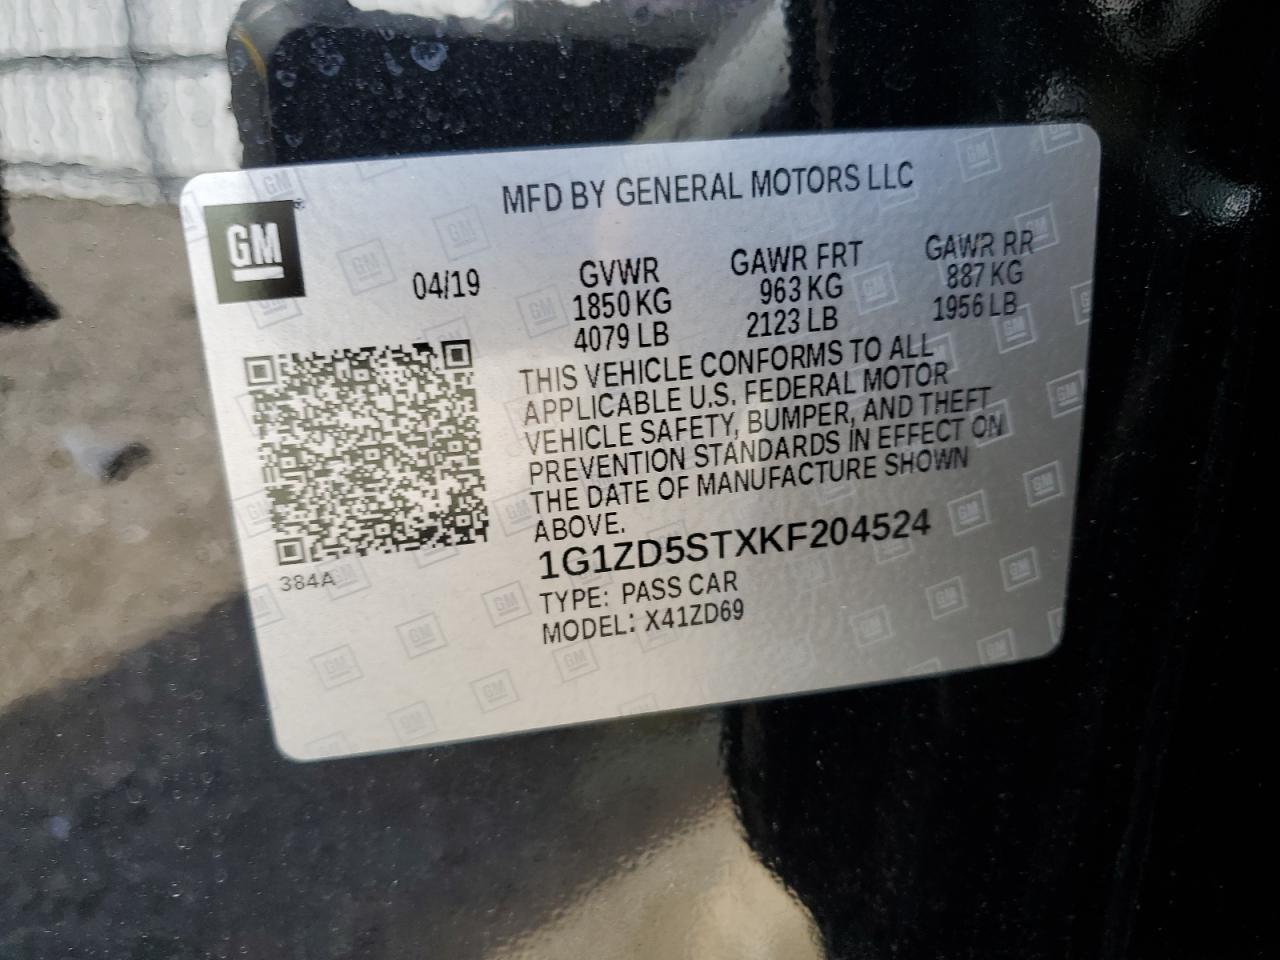 MFD BY GENERAL MOTORS LLC
GM
04/19
GVWR GAWR FRT GAWR RR
1850 KG 963 KG 887 KG
4079 LB 2123 LB 1956 LB
THIS VEHICLE CONFORMS TO ALL
APPLICABLE U.S. FEDERAL MOTOR
VEHICLE SAFETY, BUMPER, AND THEFT
PREVENTION STANDARDS IN EFFECT ON
THE DATE OF MANUFACTURE SHOWN
ABOVE.
1G1ZD5STXKF204524
384A
TYPE: PASS CAR
MODEL: X41ZD69